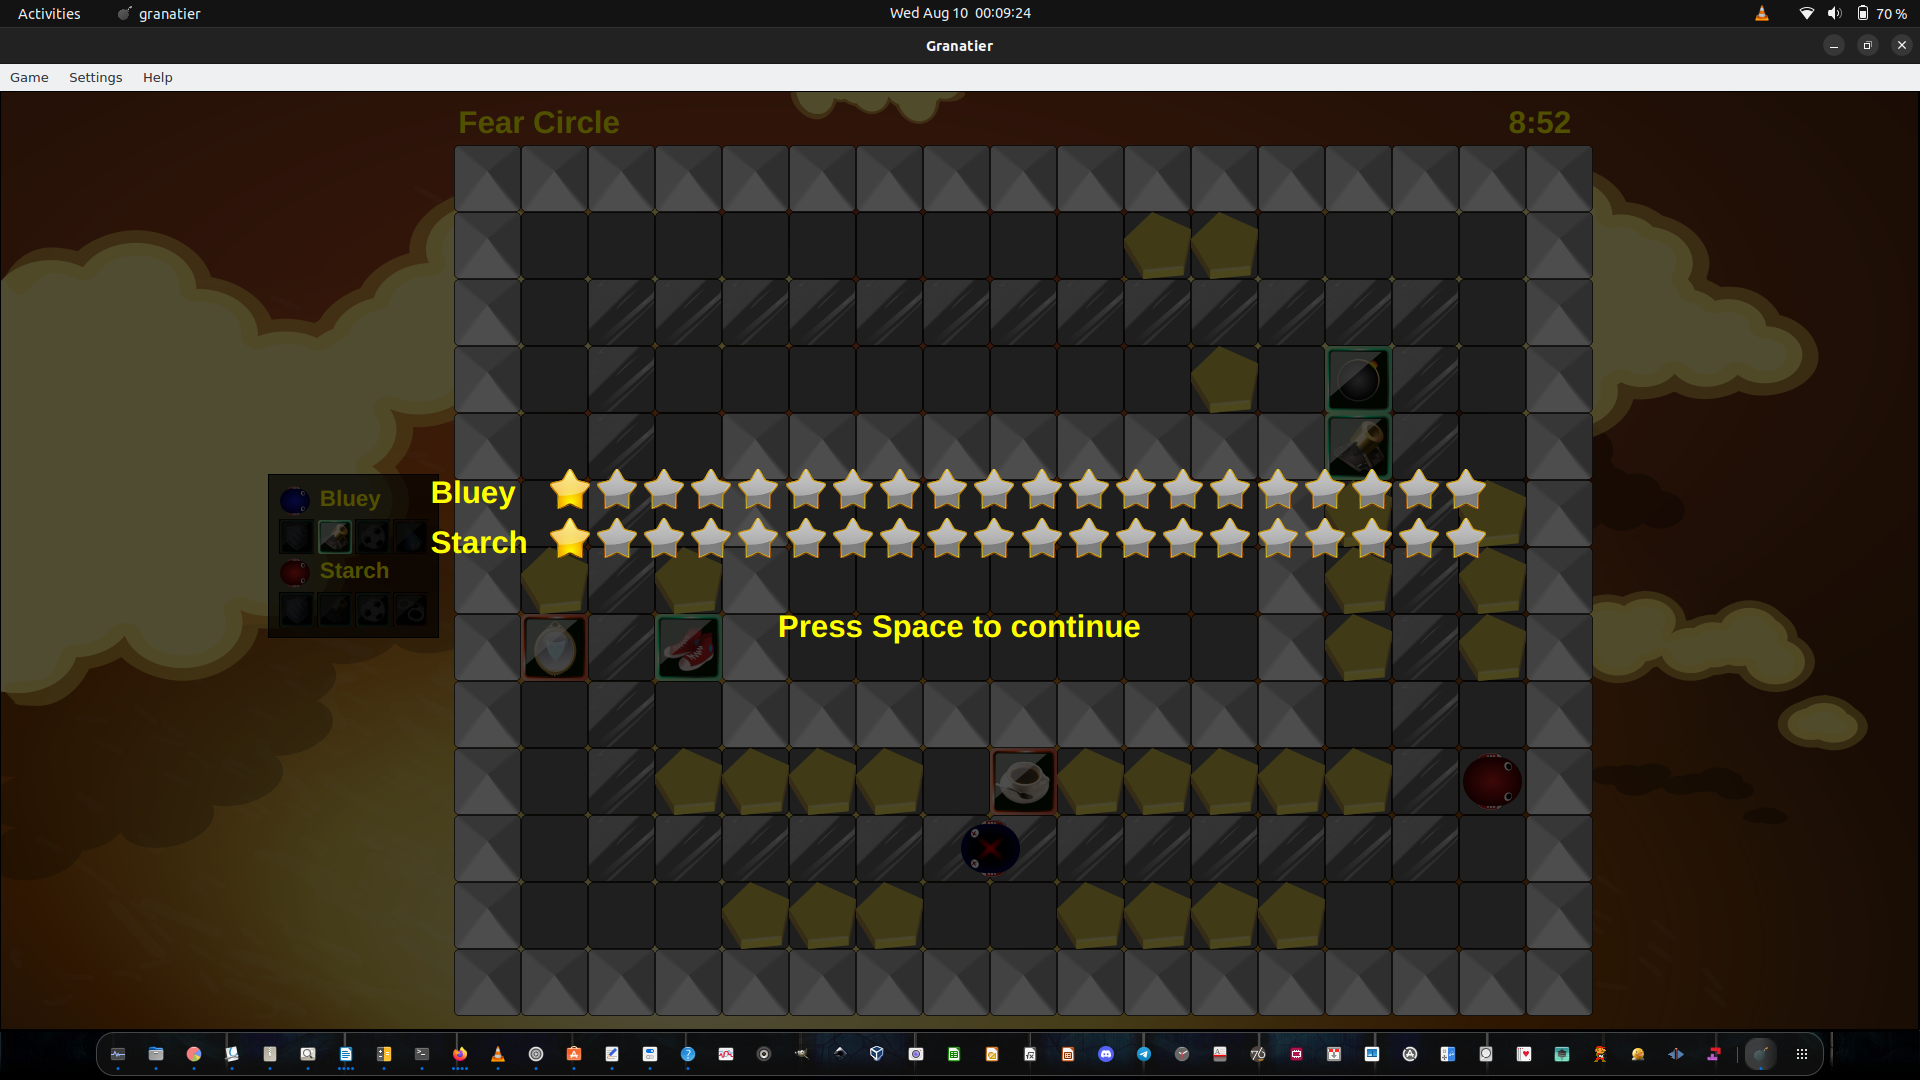 Activities granatier Wed Aug 10 00:09:24 70 %
Granatier
Game Settings Help
Fear Circle 8:52
Bluey
Starch
Bluey
Starch
Press Space to continue
76